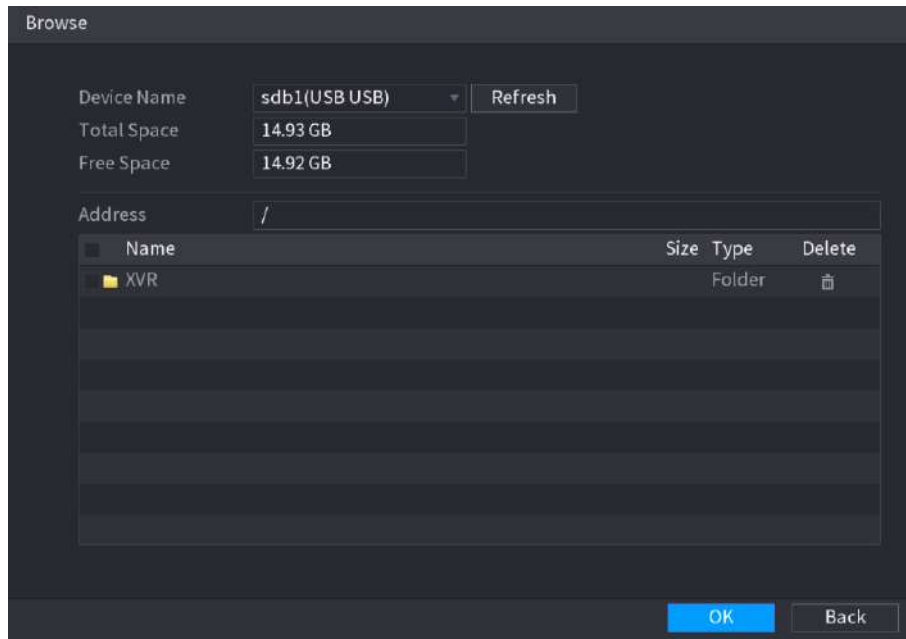 Browse
Device Name sdb1(USB USB) Refresh
Total Space 14.93 GB
Free Space 14.92 GB
Address /
Name Size Type Delete
XVR Folder
OK Back